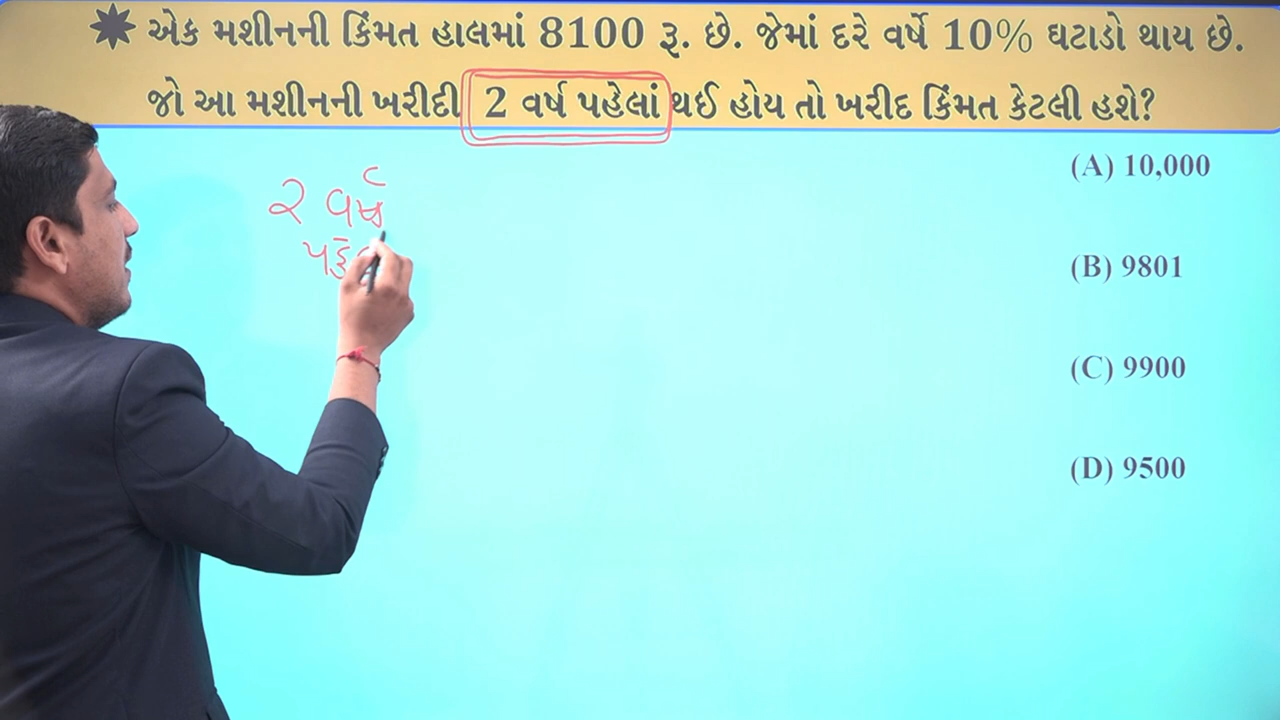 એક મશીનની કિંમત હાલમાં 8100 રૂ. છે. જેમાં દરે વર્ષે 10% ઘટાડો થાય છે.
જો આ મશીનની ખરીદી 2 વર્ષ પહેલાં થઈ હોય તો ખરીદ કિંમત કેટલી હશે?
(A) 10,000
(B) 9801
(C) 9900
(D) 9500
૨ વર્ષ